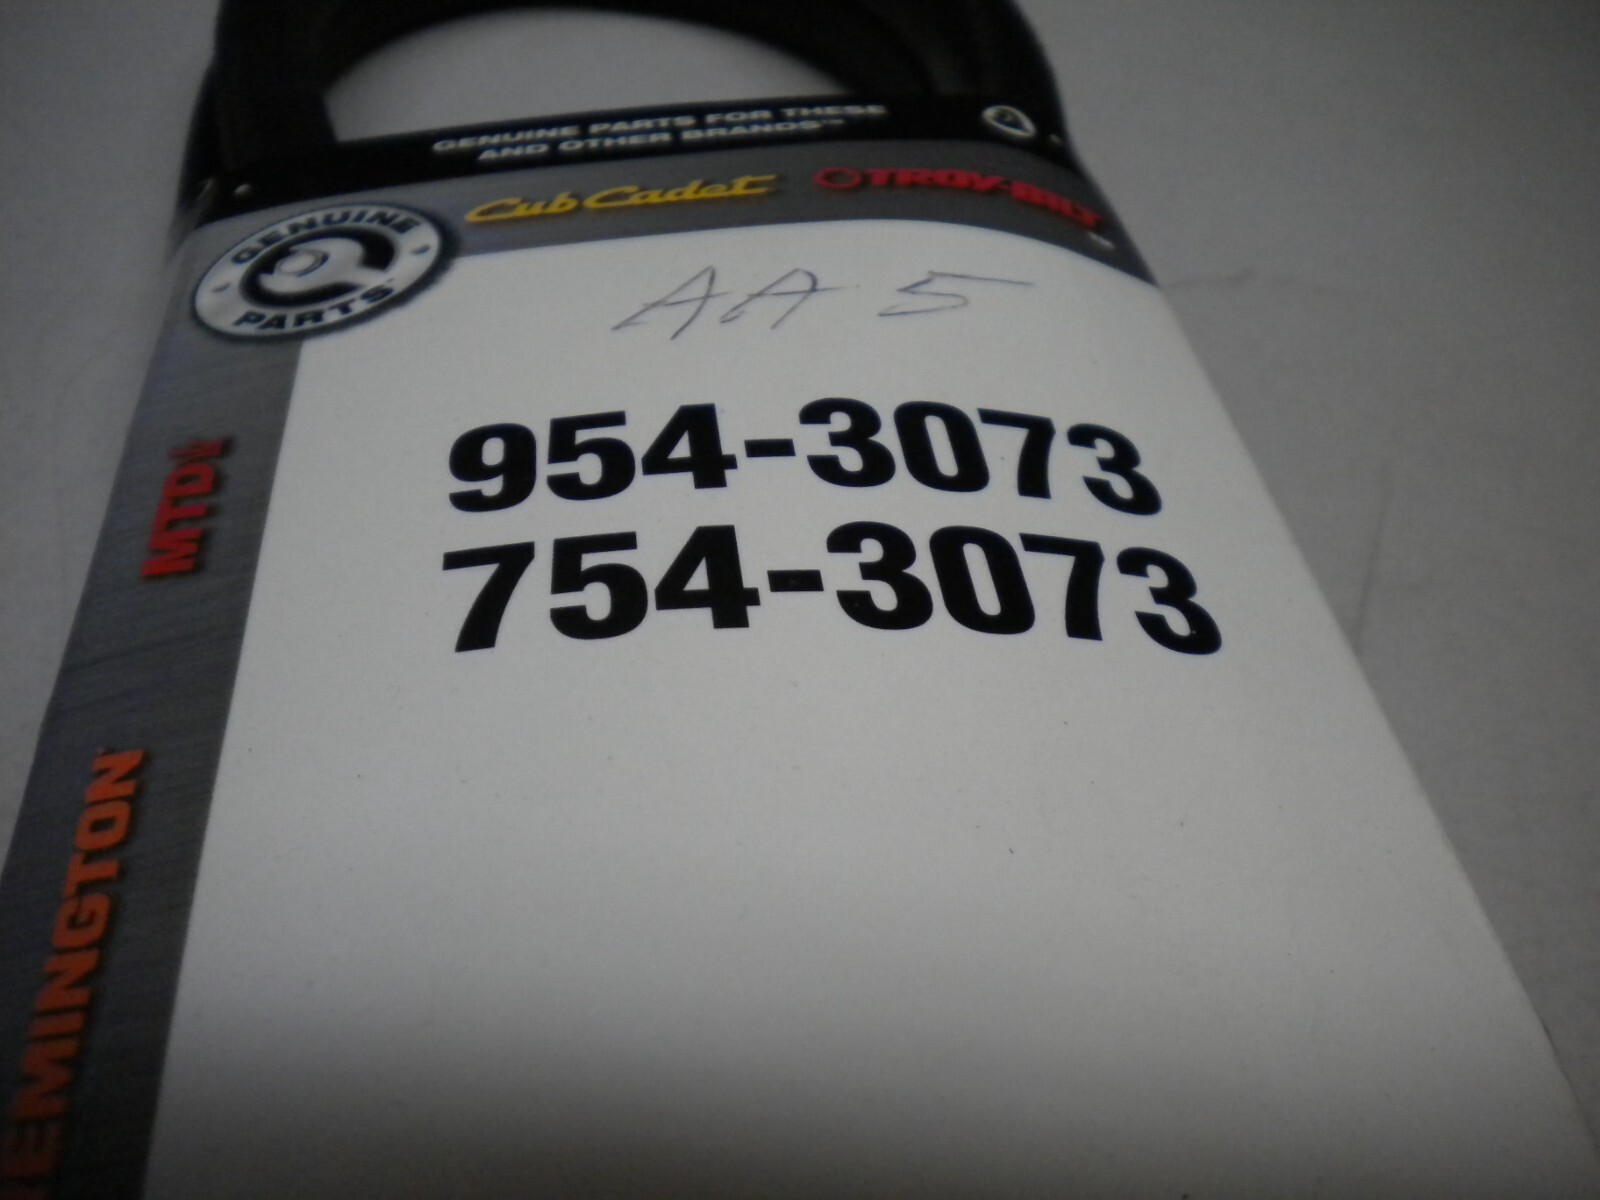 GENUINE PARTS FOR THESE
AND OTHER BRANDS™
Cub Cadet TROY-BILT
GENUINE
PARTS
AA 5
954-3073
754-3073
MTD
EMINGTON